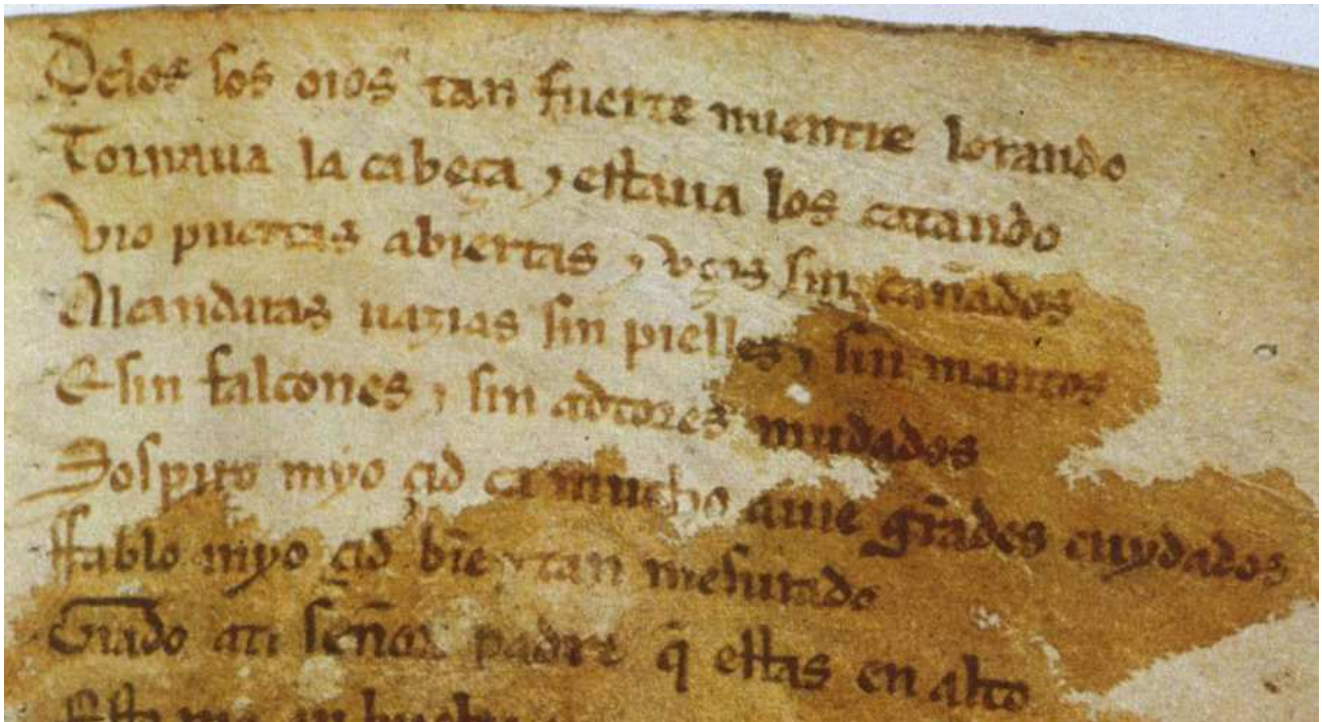 Delos sos oios tan fuerte mientre lorando
Tornaua la cabeça ⁊ estaua los catando
Vio puertas abiertas ⁊ vços sin cañados
Alcandaras uazias sin pielles ⁊ sin mantos
E sin falcones ⁊ sin adtores mudados
Sospiro myo çid ca mucho auie grãdes cuydados
ffablo myo çid biẽ ⁊ tan mesurado
Grado ati señor padre q̃ estas en alto